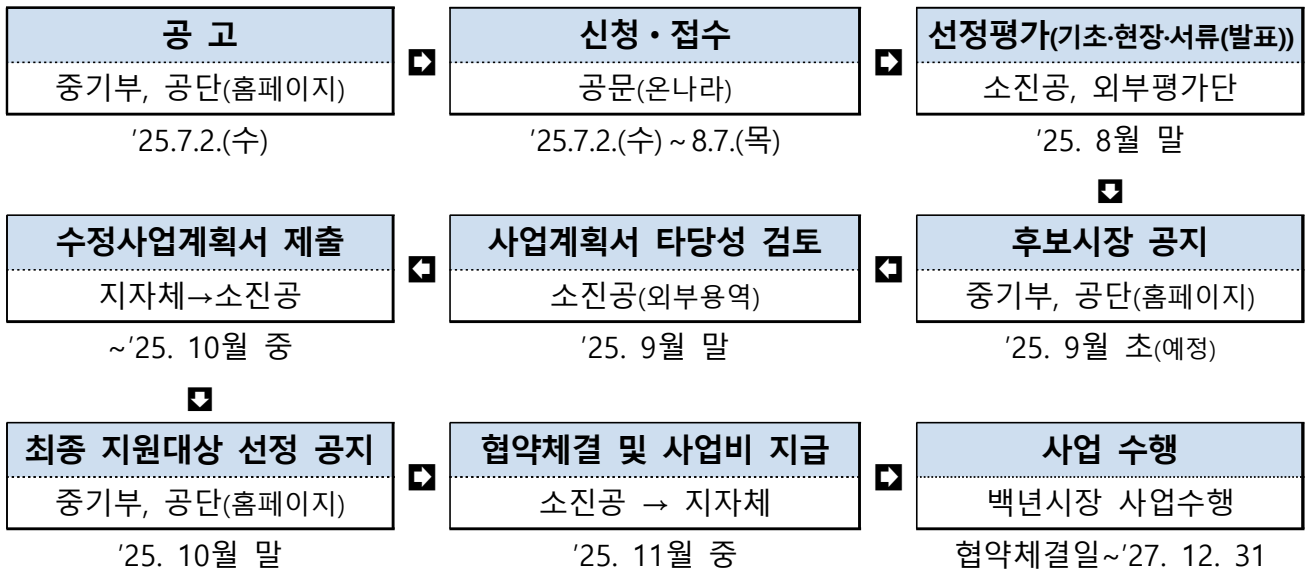 공 고
중기부, 공단(홈페이지)
'25.7.2.(수)
신청・접수
공문(온나라)
'25.7.2.(수) ~ 8.7.(목)
선정평가(기초·현장·서류(발표))
소진공, 외부평가단
'25. 8월 말
후보시장 공지
중기부, 공단(홈페이지)
'25. 9월 초(예정)
사업계획서 타당성 검토
소진공(외부용역)
'25. 9월 말
수정사업계획서 제출
지자체→소진공
~'25. 10월 중
최종 지원대상 선정 공지
중기부, 공단(홈페이지)
'25. 10월 말
협약체결 및 사업비 지급
소진공 → 지자체
'25. 11월 중
사업 수행
백년시장 사업수행
협약체결일~'27. 12. 31